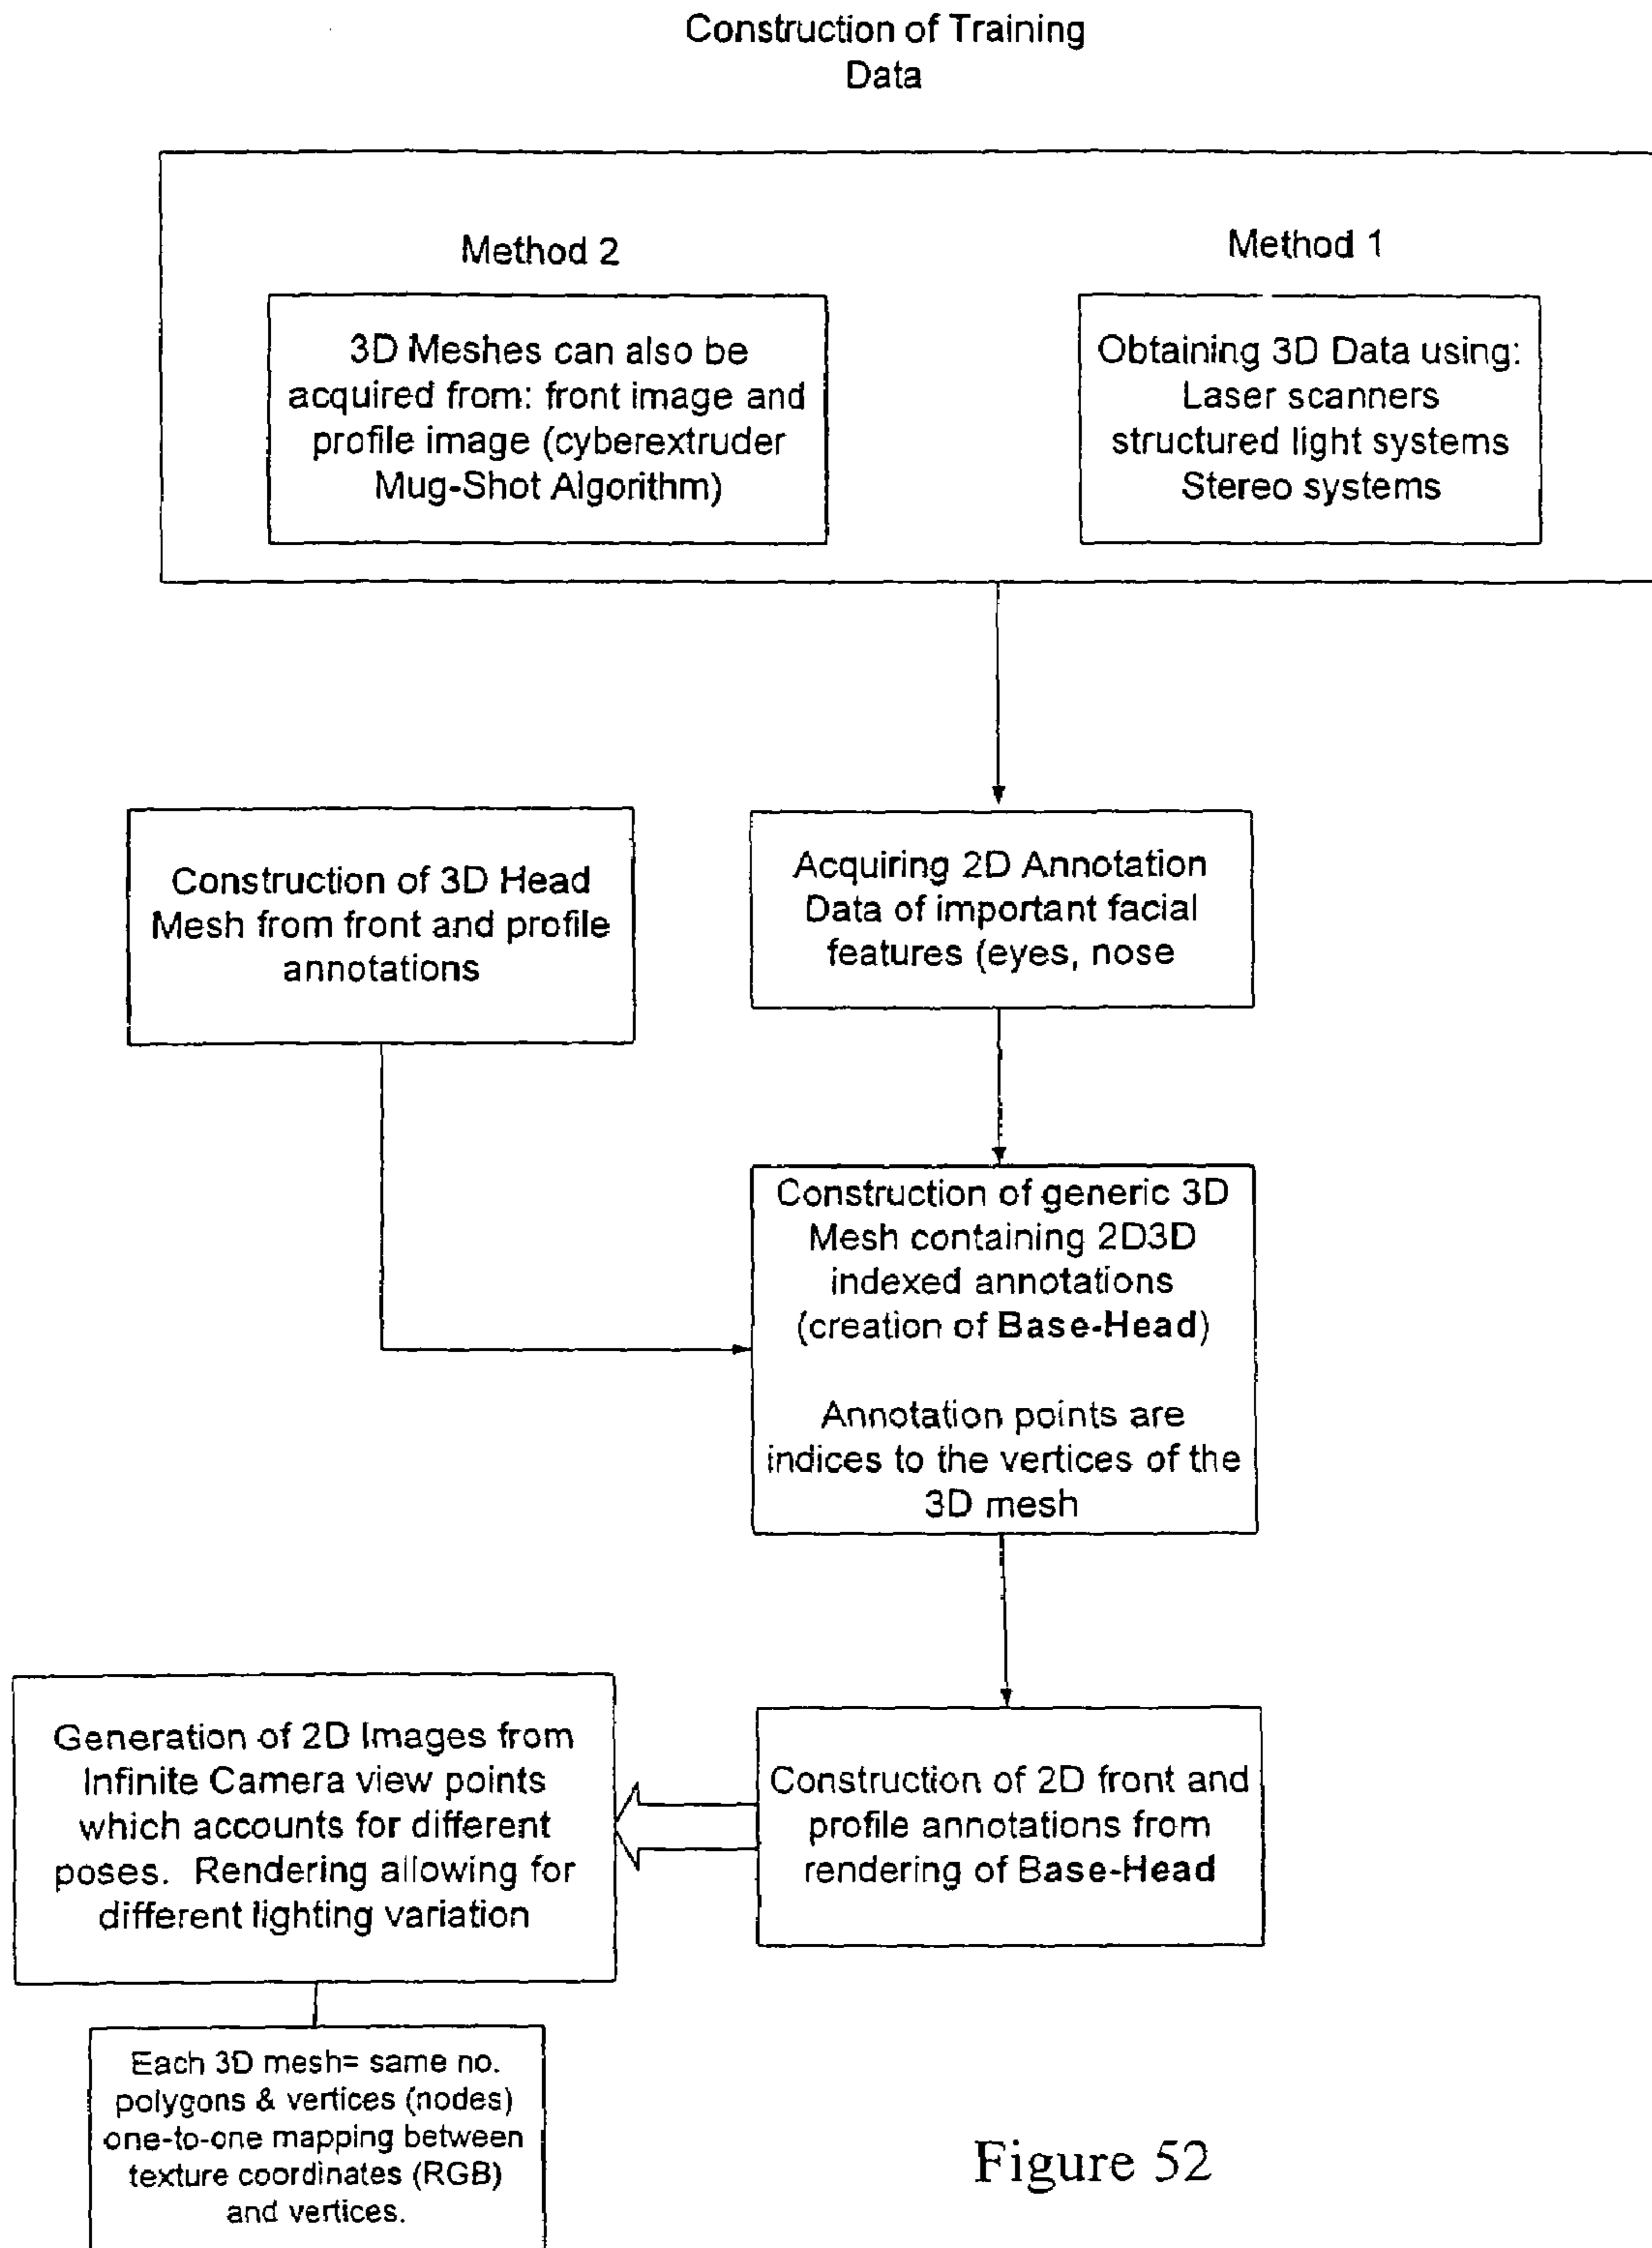 Construction of Training
Data
Method 2
3D Meshes can also be
acquired from: front image and
profile image (cyberextruder
Mug-Shot Algorithm)
Method 1
Obtaining 3D Data using:
Laser scanners
structured light systems
Stereo systems
Construction of 3D Head
Mesh from front and profile
annotations
Acquiring 2D Annotation
Data of important facial
features (eyes, nose
Construction of generic 3D
Mesh containing 2D3D
indexed annotations
(creation of Base-Head)
Annotation points are
indices to the vertices of the
3D mesh
Generation of 2D Images from
Infinite Camera view points
which accounts for different
poses.  Rendering allowing for
different lighting variation
Construction of 2D front and
profile annotations from
rendering of Base-Head
Each 3D mesh= same no.
polygons & vertices (nodes)
one-to-one mapping between
texture coordinates (RGB)
and vertices.
Figure 52